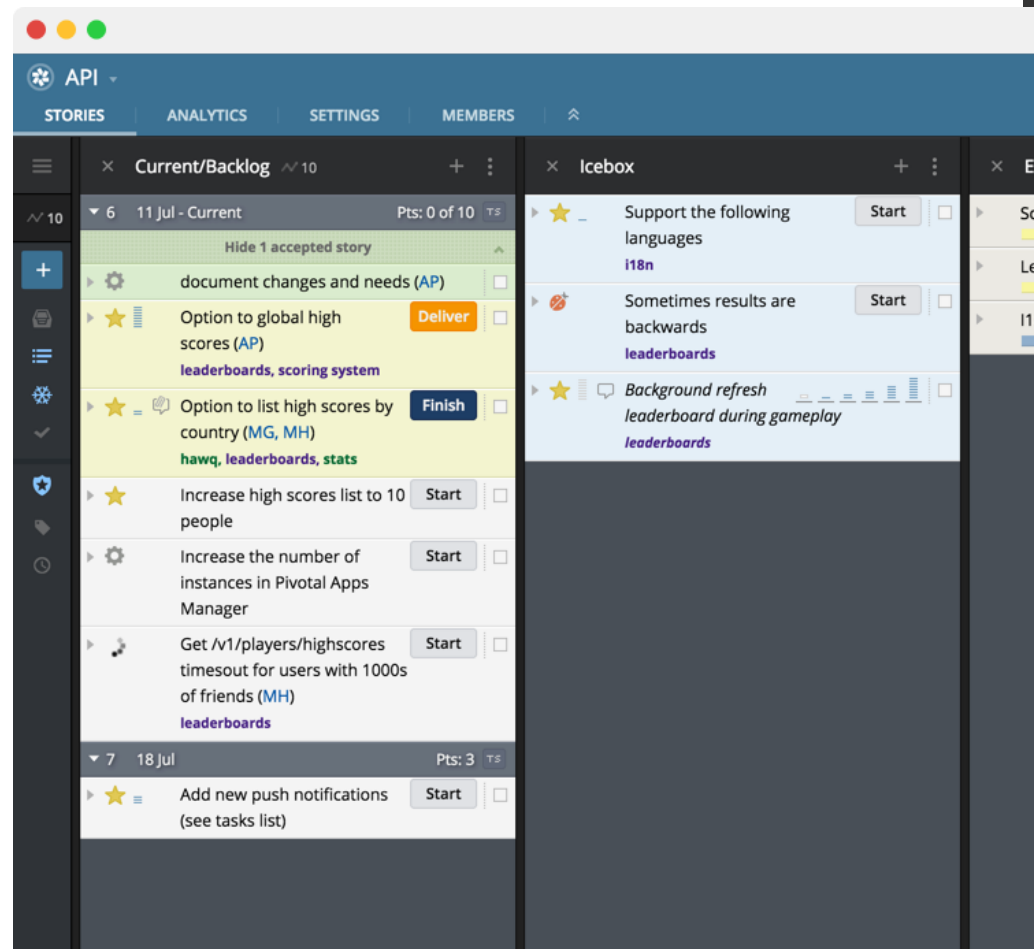 API
STORIES ANALYTICS SETTINGS MEMBERS
10
Current/Backlog 10
6 11 Jul - Current Pts: 0 of 10 TS
Hide 1 accepted story
document changes and needs (AP)
Option to global high
scores (AP)
Deliver
leaderboards, scoring system
Option to list high scores by
country (MG, MH)
Finish
hawq, leaderboards, stats
Increase high scores list to 10
people
Start
Increase the number of
instances in Pivotal Apps
Manager
Start
Get /v1/players/highscores
timesout for users with 1000s
of friends (MH)
Start
leaderboards
7 18 Jul Pts: 3 TS
Add new push notifications
(see tasks list)
Start
Icebox
Support the following
languages
Start
i18n
Sometimes results are
backwards
Start
leaderboards
Background refresh
leaderboard during gameplay
leaderboards